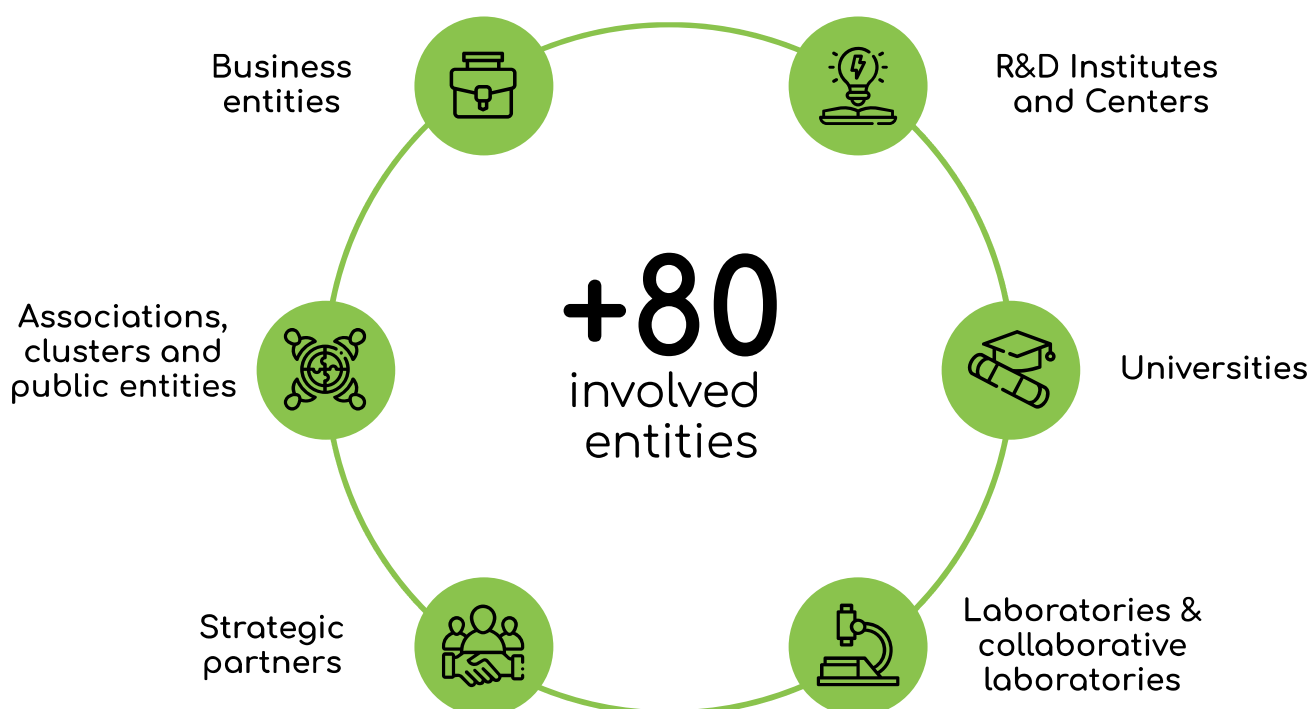 Business
entities
R&D Institutes
and Centers
+80
involved
entities
Associations,
clusters and
public entities
Universities
Strategic
partners
Laboratories &
collaborative
laboratories